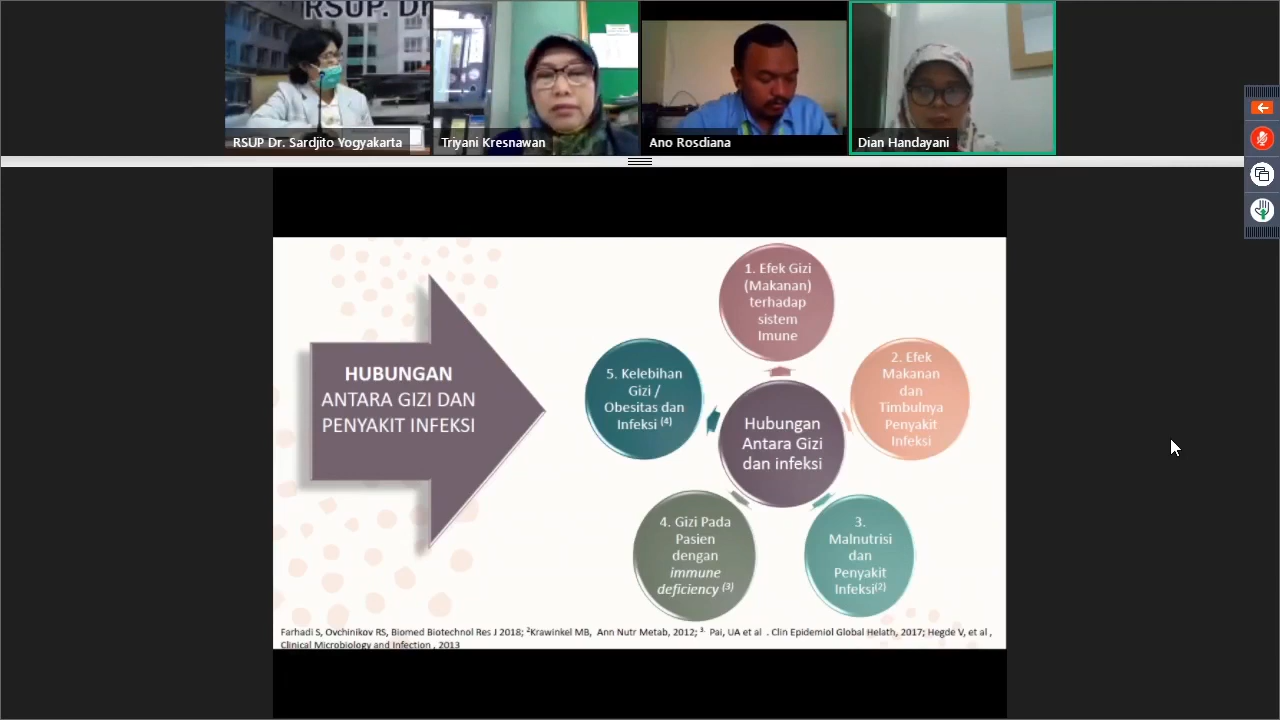 RSUP. Dr
RSUP Dr. Sardjito Yogyakarta
Triyani Kresnawan
Ano Rosdiana
Dian Handayani
HUBUNGAN
ANTARA GIZI DAN
PENYAKIT INFEKSI
1. Efek Gizi
(Makanan)
terhadap
sistem
Imune
2. Efek
Makanan
dan
Timbulnya
Penyakit
Infeksi
3.
Malnutrisi
dan
Penyakit
Infeksi(2)
4. Gizi Pada
Pasien
dengan
immune
deficiency (3)
5. Kelebihan
Gizi /
Obesitas dan
Infeksi (4)
Hubungan
Antara Gizi
dan infeksi
Farhadi S, Ovchinikov RS, Biomed Biotechnol Res J 2018; 2Krawinkel MB, Ann Nutr Metab, 2012; 3. Pai, UA et al . Clin Epidemiol Global Helath, 2017; Hegde V, et al ,
Clinical Microbiology and Infection , 2013